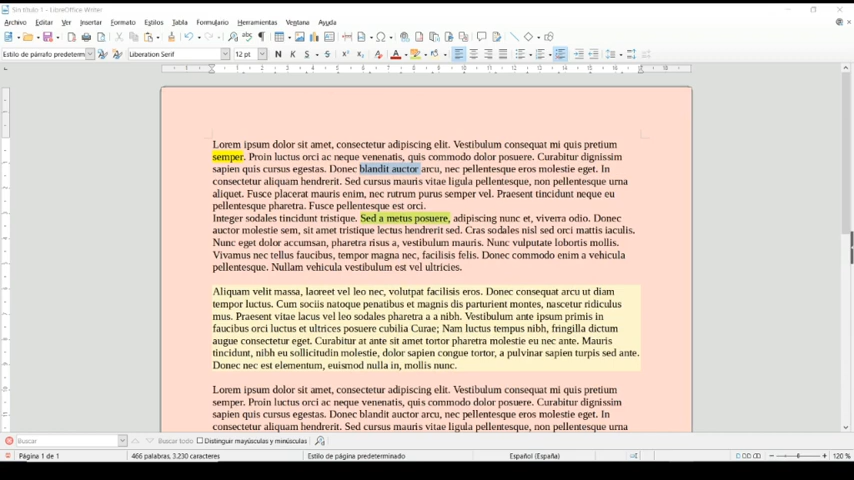 Sin título 1 - LibreOffice Writer
Archivo Editar Ver Insertar Formato Estilos Tabla Formulario Herramientas Ventana Ayuda
Estilo de párrafo predeterm Liberation Serif 12 pt
Lorem ipsum dolor sit amet, consectetur adipiscing elit. Vestibulum consequat mi quis pretium
semper. Proin luctus orci ac neque venenatis, quis commodo dolor posuere. Curabitur dignissim
sapien quis cursus egestas. Donec blandit auctor arcu, nec pellentesque eros molestie eget. In
consectetur aliquam hendrerit. Sed cursus mauris vitae ligula pellentesque, non pellentesque urna
aliquet. Fusce placerat mauris enim, nec rutrum purus semper vel. Praesent tincidunt neque eu
pellentesque pharetra. Fusce pellentesque est orci.
Integer sodales tincidunt tristique. Sed a metus posuere, adipiscing nunc et, viverra odio. Donec
auctor molestie sem, sit amet tristique lectus hendrerit sed. Cras sodales nisl sed orci mattis iaculis.
Nunc eget dolor accumsan, pharetra risus a, vestibulum mauris. Nunc vulputate lobortis mollis.
Vivamus nec tellus faucibus, tempor magna nec, facilisis felis. Donec commodo enim a vehicula
pellentesque. Nullam vehicula vestibulum est vel ultricies.
Aliquam velit massa, laoreet vel leo nec, volutpat facilisis eros. Donec consequat arcu ut diam
tempor luctus. Cum sociis natoque penatibus et magnis dis parturient montes, nascetur ridiculus
mus. Praesent vitae lacus vel leo sodales pharetra a a nibh. Vestibulum ante ipsum primis in
faucibus orci luctus et ultrices posuere cubilia Curae; Nam luctus tempus nibh, fringilla dictum
augue consectetur eget. Curabitur at ante sit amet tortor pharetra molestie eu nec ante. Mauris
tincidunt, nibh eu sollicitudin molestie, dolor sapien congue tortor, a pulvinar sapien turpis sed ante.
Donec nec est elementum, euismod nulla in, mollis nunc.
Lorem ipsum dolor sit amet, consectetur adipiscing elit. Vestibulum consequat mi quis pretium
semper. Proin luctus orci ac neque venenatis, quis commodo dolor posuere. Curabitur dignissim
sapien quis cursus egestas. Donec blandit auctor arcu, nec pellentesque eros molestie eget. In
consectetur aliquam hendrerit. Sed cursus mauris vitae ligula pellentesque, non pellentesque urna
Buscar Buscar todo Distinguir mayúsculas y minúsculas
Página 1 de 1 466 palabras, 3.230 caracteres Estilo de página predeterminado Español (España) 120 %